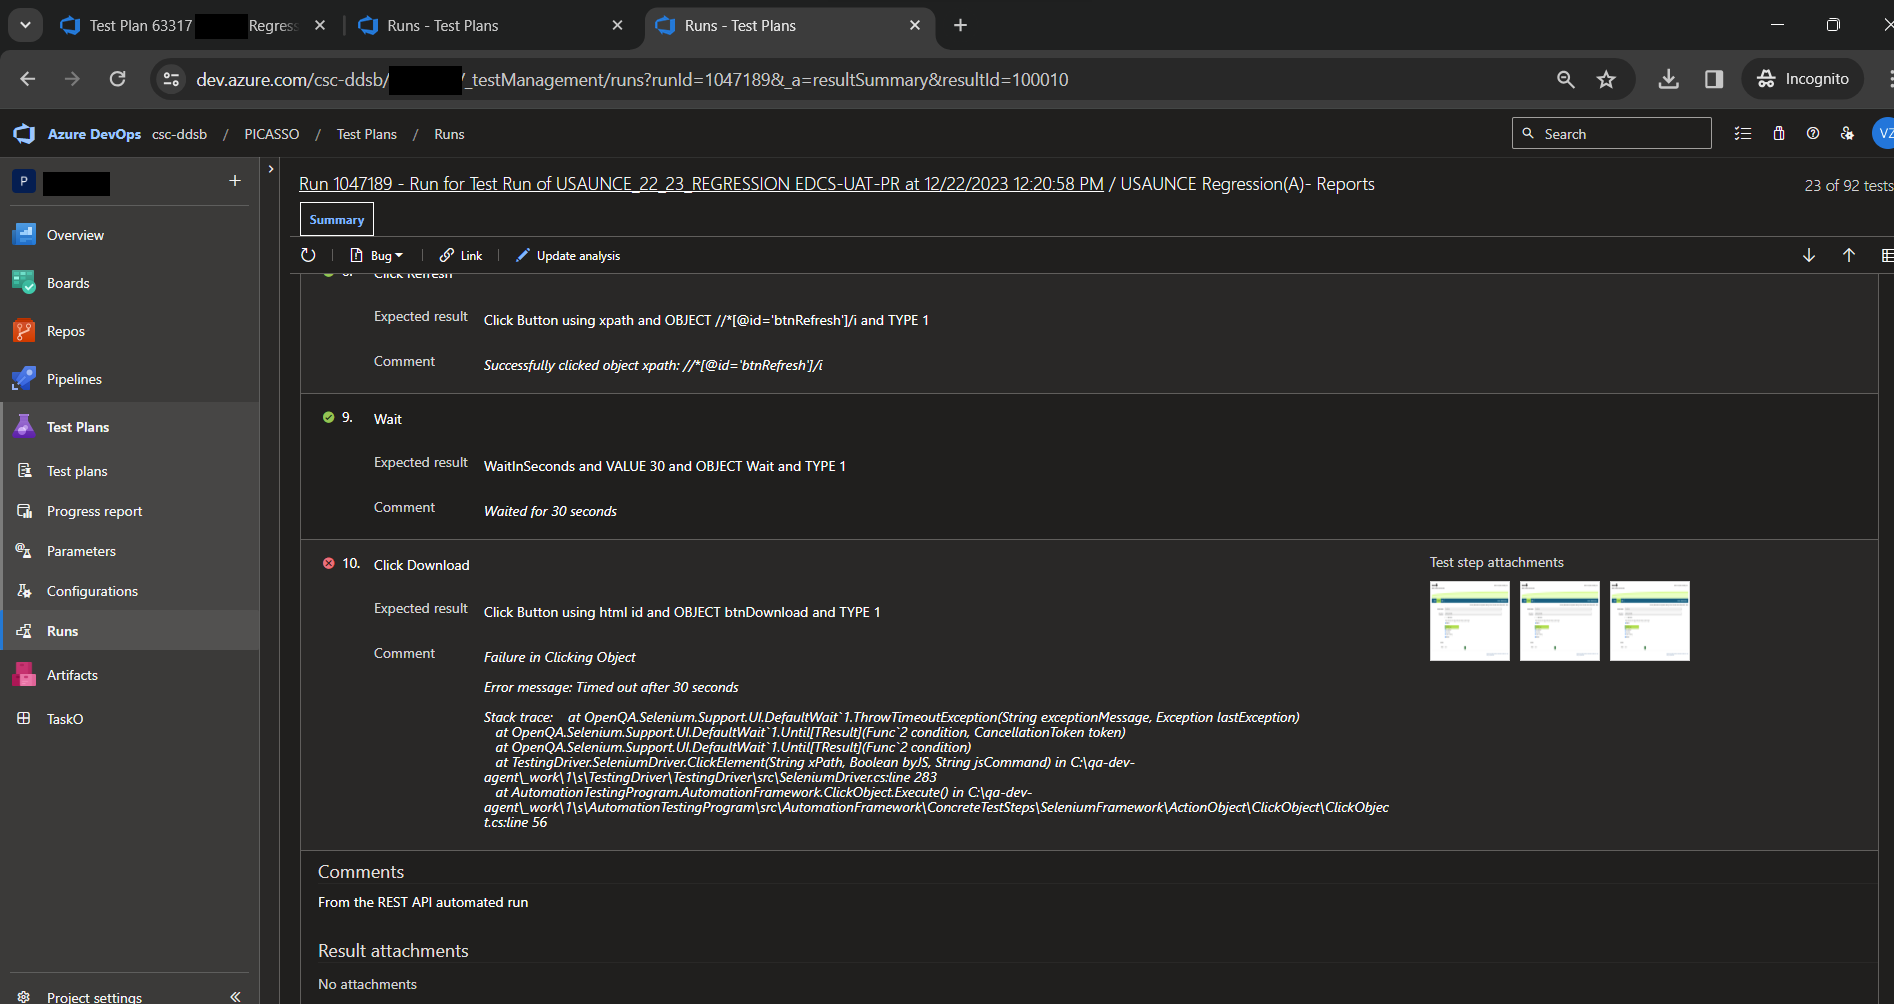 Test Plan 63317 Regress
Runs - Test Plans
Runs - Test Plans
dev.azure.com/csc-ddsb/ /_testManagement/runs?runId=1047189&_a=resultSummary&resultId=100010
Incognito
Azure DevOps csc-ddsb / PICASSO / Test Plans / Runs
Search
VZ
P
Run 1047189 - Run for Test Run of USAUNCE_22_23_REGRESSION EDCS-UAT-PR at 12/22/2023 12:20:58 PM / USAUNCE Regression(A)- Reports
23 of 92 tests
Summary
Bug
Link
Update analysis
Overview
Boards
Repos
Pipelines
Test Plans
Test plans
Progress report
Parameters
Configurations
Runs
Artifacts
TaskO
Project settings
Click Refresh
Expected result Click Button using xpath and OBJECT //*[@id='btnRefresh']/i and TYPE 1
Comment Successfully clicked object xpath: //*[@id='btnRefresh']/i
9. Wait
Expected result WaitInSeconds and VALUE 30 and OBJECT Wait and TYPE 1
Comment Waited for 30 seconds
10. Click Download
Test step attachments
Expected result Click Button using html id and OBJECT btnDownload and TYPE 1
Comment Failure in Clicking Object
Error message: Timed out after 30 seconds
Stack trace: at OpenQA.Selenium.Support.UI.DefaultWait`1.ThrowTimeoutException(String exceptionMessage, Exception lastException)
at OpenQA.Selenium.Support.UI.DefaultWait`1.Until[TResult](Func`2 condition, CancellationToken token)
at OpenQA.Selenium.Support.UI.DefaultWait`1.Until[TResult](Func`2 condition)
at TestingDriver.SeleniumDriver.ClickElement(String xPath, Boolean byJS, String jsCommand) in C:\qa-dev-
agent\_work\1\s\TestingDriver\TestingDriver\src\SeleniumDriver.cs:line 283
at AutomationTestingProgram.AutomationFramework.ClickObject.Execute() in C:\qa-dev-
agent\_work\1\s\AutomationTestingProgram\src\AutomationFramework\ConcreteTestSteps\SeleniumFramework\ActionObject\ClickObject\ClickObjec
t.cs:line 56
Comments
From the REST API automated run
Result attachments
No attachments